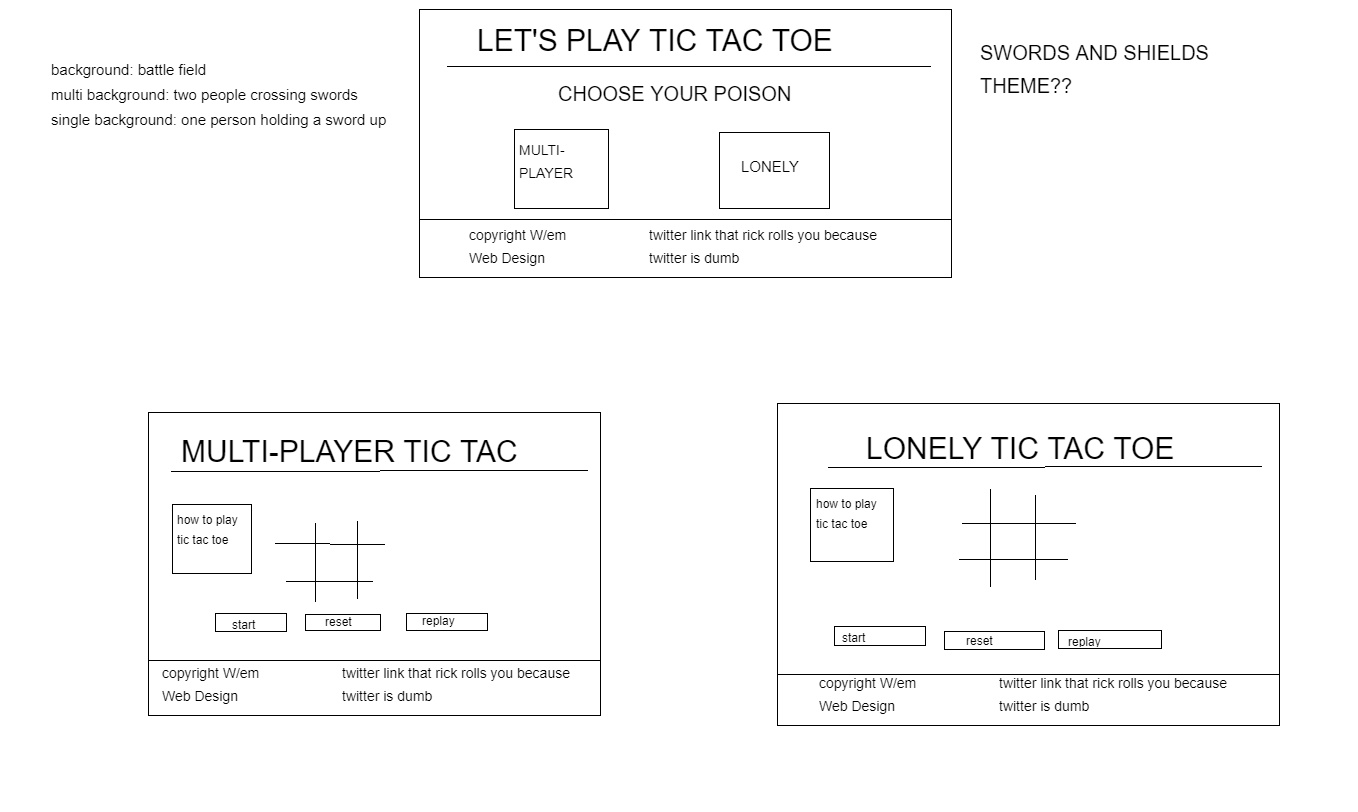 LET'S PLAY TIC TAC TOE
SWORDS AND SHIELDS
THEME??
background: battle field
multi background: two people crossing swords
single background: one person holding a sword up
CHOOSE YOUR POISON
MULTI-
PLAYER
LONELY
copyright W/em
Web Design
twitter link that rick rolls you because
twitter is dumb
MULTI-PLAYER TIC TAC
how to play
tic tac toe
start
reset
replay
copyright W/em
Web Design
twitter link that rick rolls you because
twitter is dumb
LONELY TIC TAC TOE
how to play
tic tac toe
start
reset
replay
copyright W/em
Web Design
twitter link that rick rolls you because
twitter is dumb